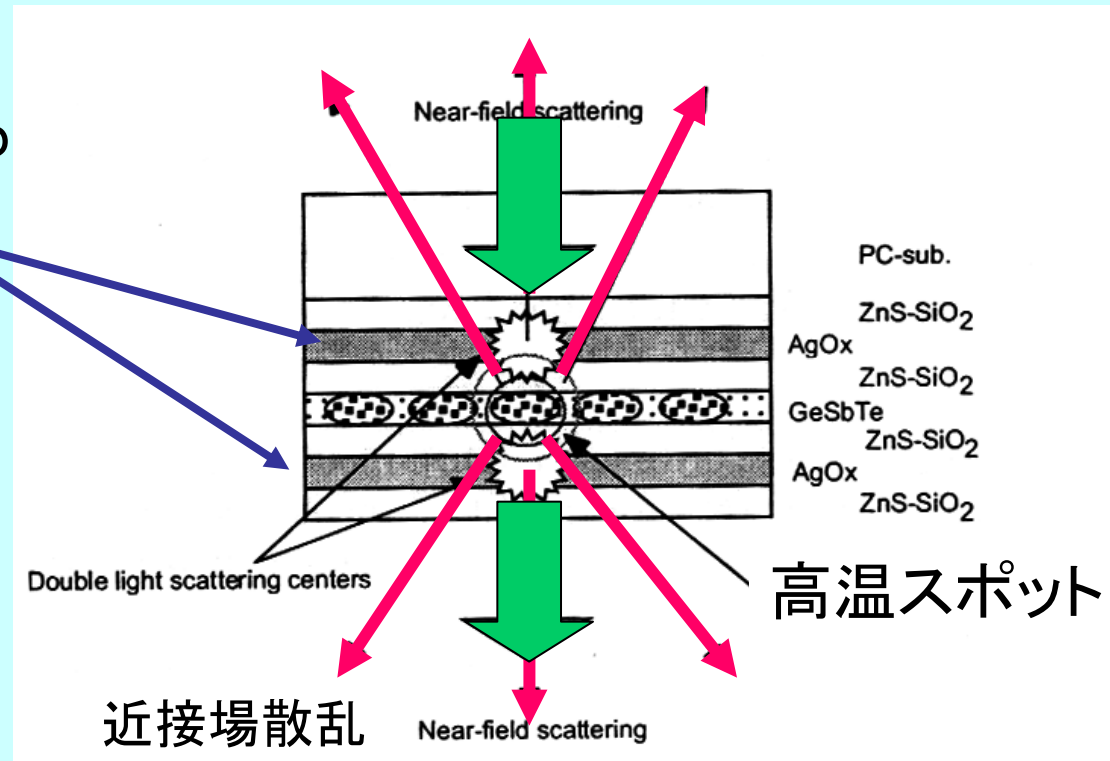 Near-field scattering
PC-sub.
ZnS-SiO2
AgOx
ZnS-SiO2
GeSbTe
ZnS-SiO2
AgOx
ZnS-SiO2
Double light scattering centers
高温スポット
近接場散乱
Near-field scattering